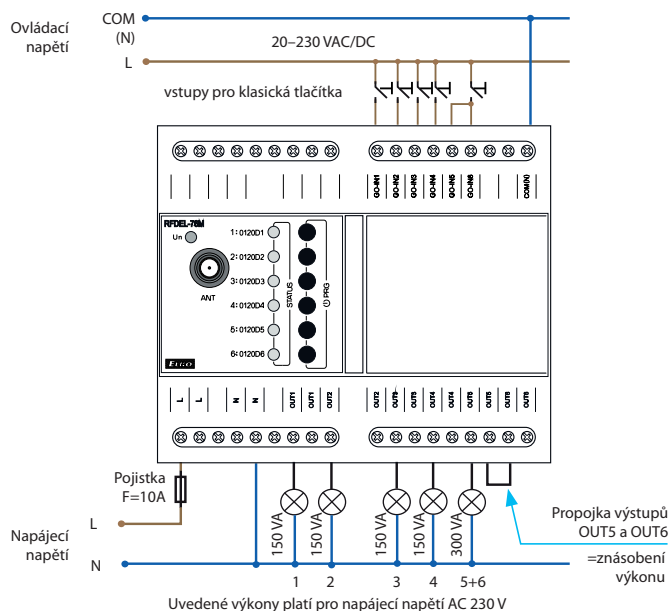 COM
(N)
Ovládací
napětí
L
20–230 VAC/DC
vstupy pro klasická tlačítka
GO-IN1
GO-IN2
GO-IN3
GO-IN4
GO-IN5
GO-IN6
COM(N)
RFDEL-76M
Un
ANT
1: 0120D1
2: 0120D2
3: 0120D3
4: 0120D4
5: 0120D5
6: 0120D6
STATUS
PRG
ELKO
L
L
N
N
OUT1
OUT1
OUT2
OUT2
OUT3
OUT3
OUT4
OUT4
OUT5
OUT5
OUT6
OUT6
Pojistka
F=10A
150 VA
150 VA
150 VA
150 VA
300 VA
Propojka výstupů
OUT5 a OUT6
=znásobení
výkonu
L
Napájecí
napětí
N
1
2
3
4
5+6
Uvedené výkony platí pro napájecí napětí AC 230 V